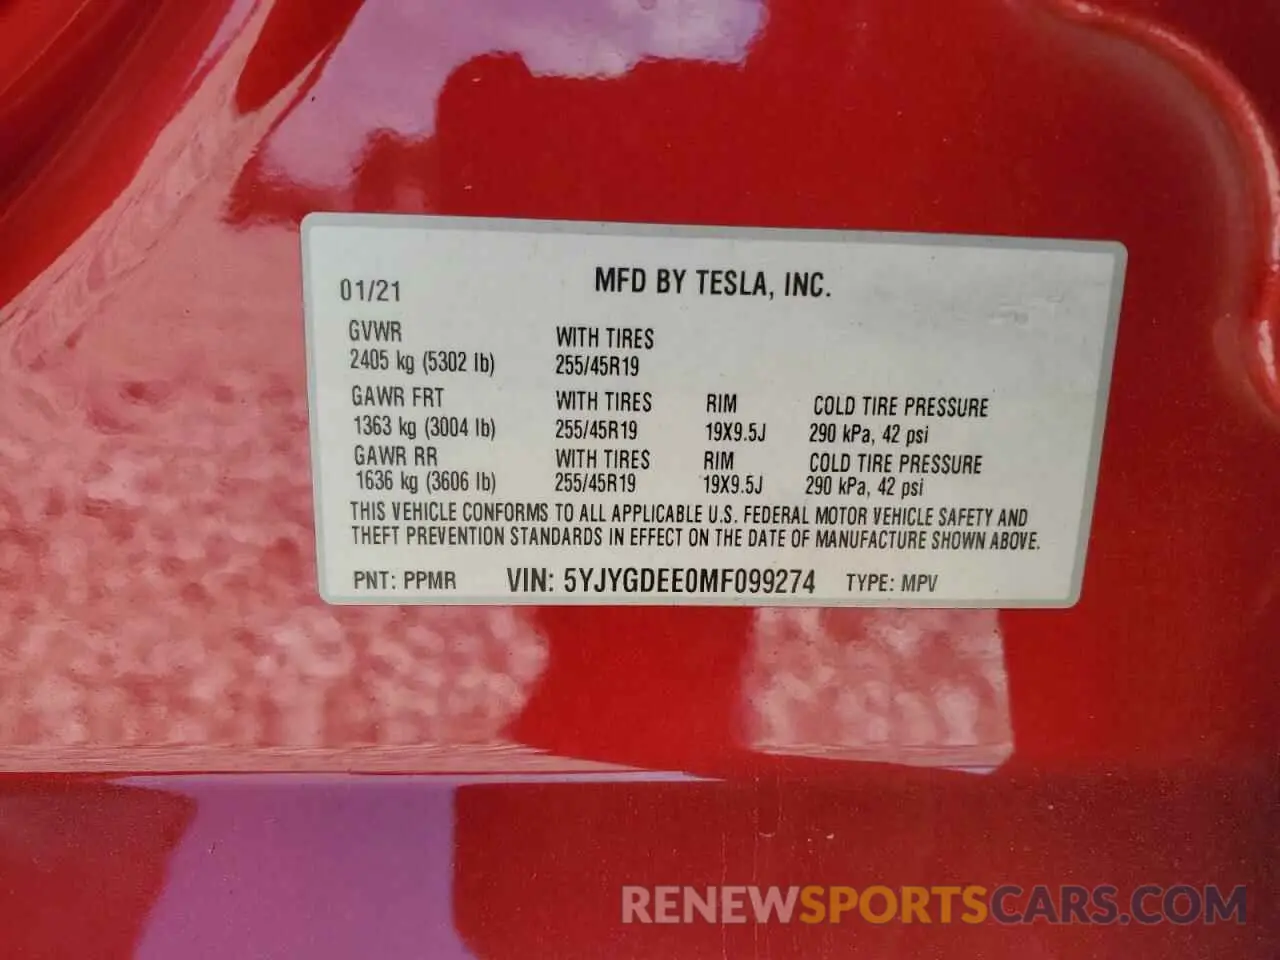 01/21 MFD BY TESLA, INC.
GVWR WITH TIRES
2405 kg (5302 lb) 255/45R19
GAWR FRT WITH TIRES RIM COLD TIRE PRESSURE
1363 kg (3004 lb) 255/45R19 19X9.5J 290 kPa, 42 psi
GAWR RR WITH TIRES RIM COLD TIRE PRESSURE
1636 kg (3606 lb) 255/45R19 19X9.5J 290 kPa, 42 psi
THIS VEHICLE CONFORMS TO ALL APPLICABLE U.S. FEDERAL MOTOR VEHICLE SAFETY AND
THEFT PREVENTION STANDARDS IN EFFECT ON THE DATE OF MANUFACTURE SHOWN ABOVE.
PNT: PPMR VIN: 5YJYGDEE0MF099274 TYPE: MPV
RENEWSPORTSCARS.COM